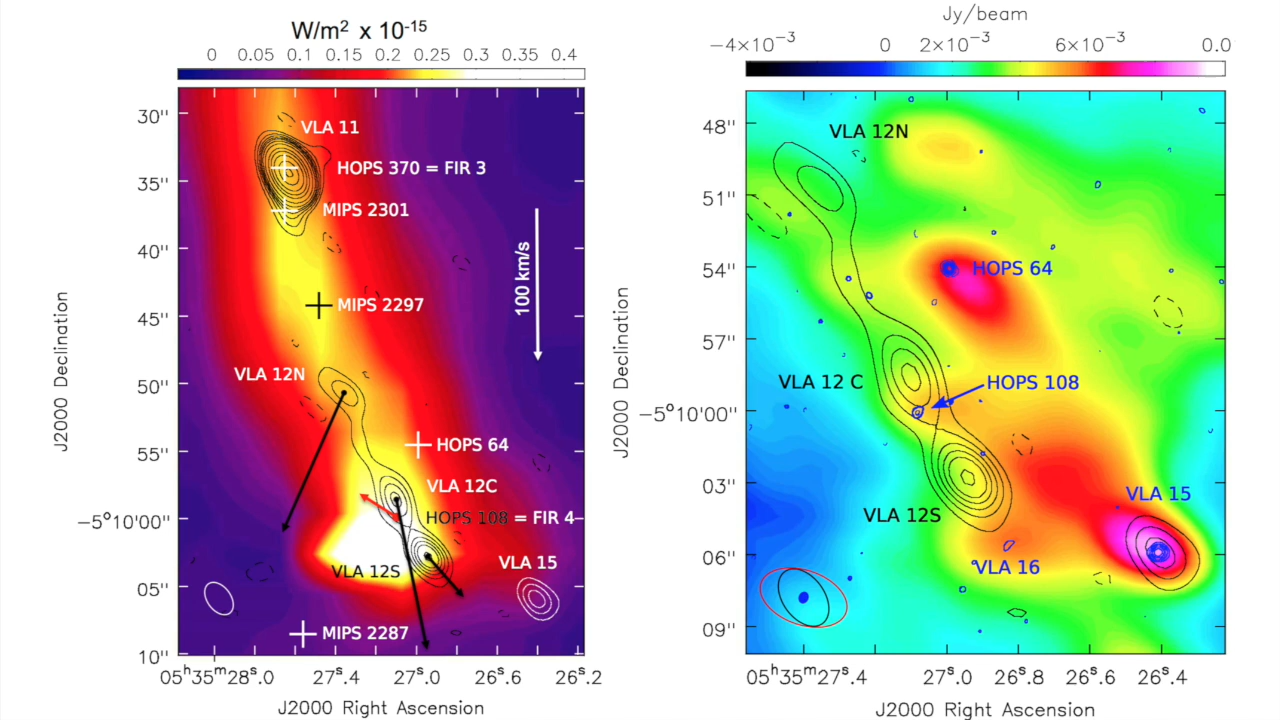 W/m² x 10⁻¹⁵
0 0.05 0.1 0.15 0.2 0.25 0.3 0.35 0.4
30''
35''
40''
45''
50''
55''
−5°10'00''
05''
10''
J2000 Declination
VLA 11
HOPS 370 = FIR 3
MIPS 2301
MIPS 2297
100 km/s
VLA 12N
HOPS 64
VLA 12C
HOPS 108 = FIR 4
VLA 12S
VLA 15
MIPS 2287
05ʰ35ᵐ28ˢ.0 27ˢ.4 27ˢ.0 26ˢ.6 26ˢ.2
J2000 Right Ascension
Jy/beam
−4×10⁻³ 0 2×10⁻³ 6×10⁻³ 0.0
48''
51''
54''
57''
−5°10'00''
03''
06''
09''
J2000 Declination
VLA 12N
HOPS 64
VLA 12 C
HOPS 108
VLA 15
VLA 12S
VLA 16
05ʰ35ᵐ27ˢ.4 27ˢ.0 26ˢ.8 26ˢ.6 26ˢ.4
J2000 Right Ascension